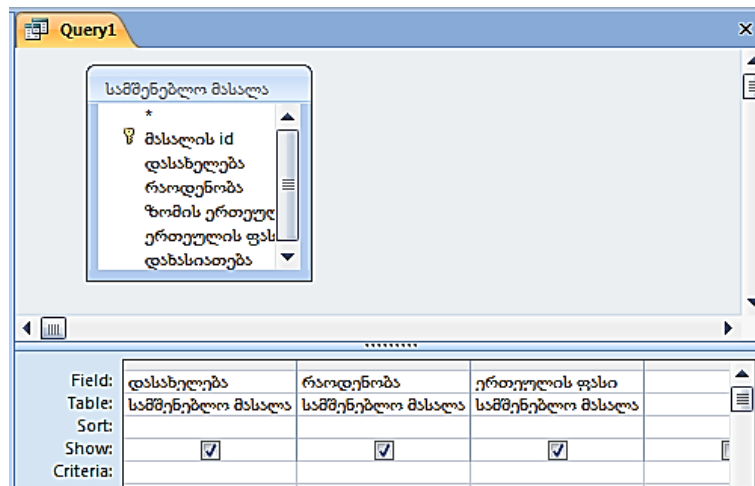 Query1
სამშენებლო მასალა
*
მასალის id
დასახელება
რაოდენობა
ზომის ერთეულ
ერთეულის ფას
დახასიათება
Field: დასახელება რაოდენობა ერთეულის ფასი
Table: სამშენებლო მასალა სამშენებლო მასალა სამშენებლო მასალა
Sort:
Show:
Criteria: